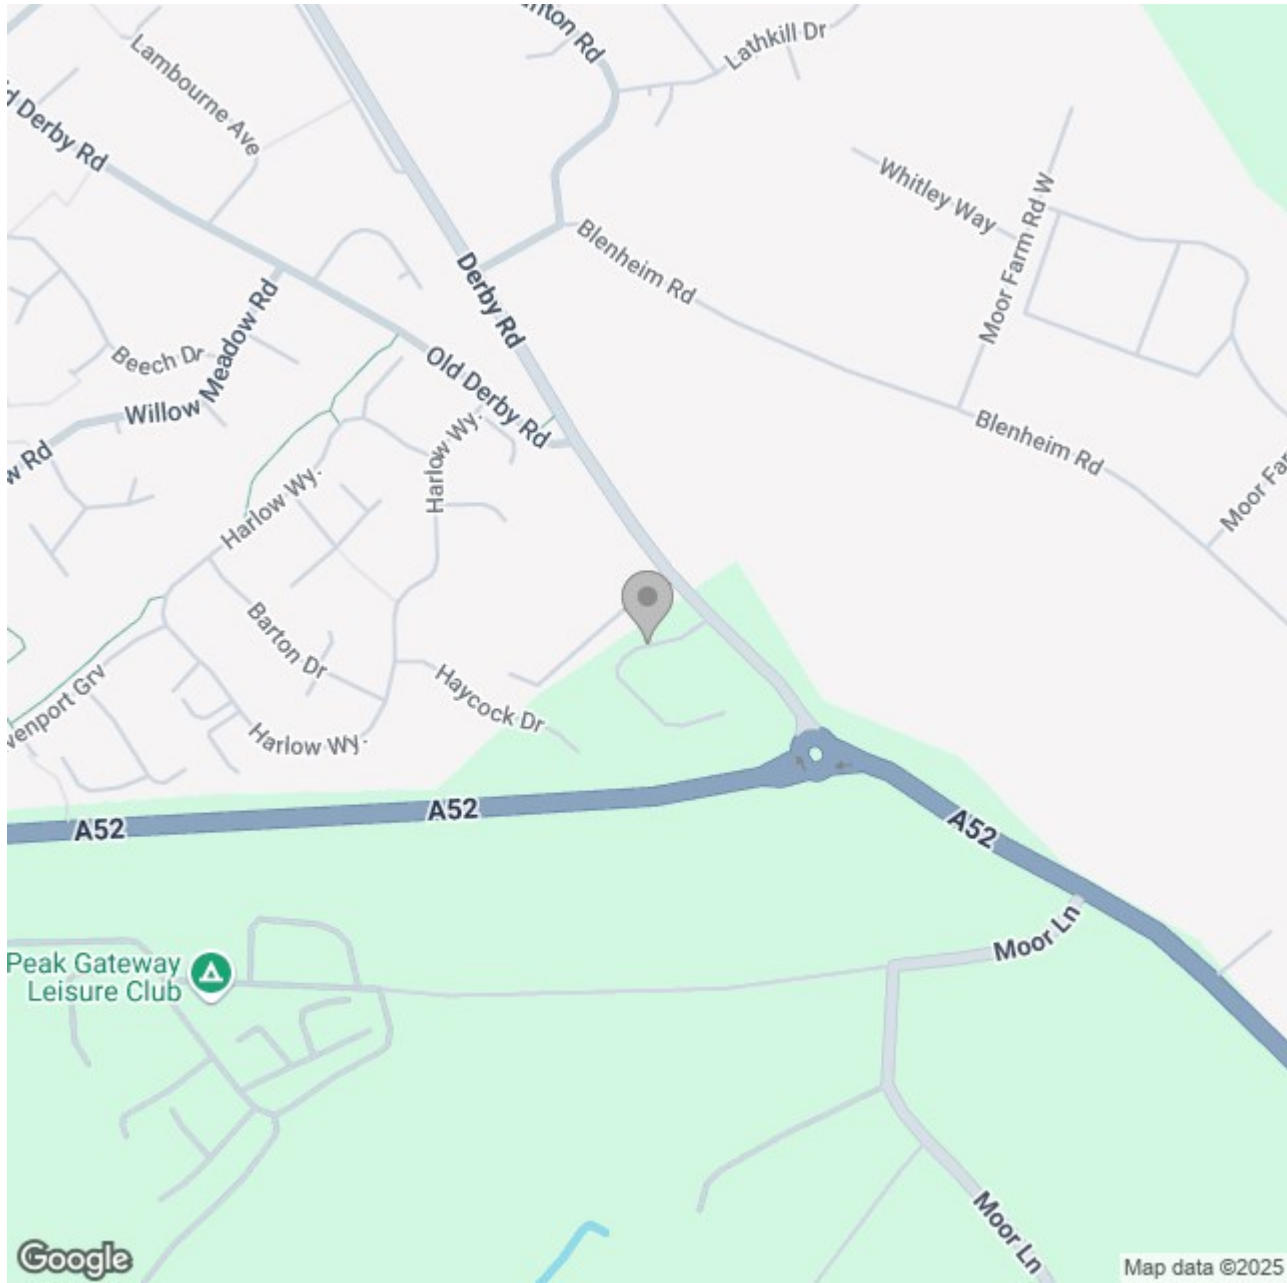 Lathkill Dr
Lambourne Ave
Derby Rd
Whitley Way
Moor Farm Rd W
Blenheim Rd
Derby Rd
Willow Meadow Rd
Beech Dr
Old Derby Rd
Blenheim Rd
Harlow Wy.
Rd
Harlow Wy.
Moor
Barton Dr
Haycock Dr
Harlow Wy.
A52
A52
A52
Moor Ln
Peak Gateway
Leisure Club
Moor Ln
Google
Map data ©2025